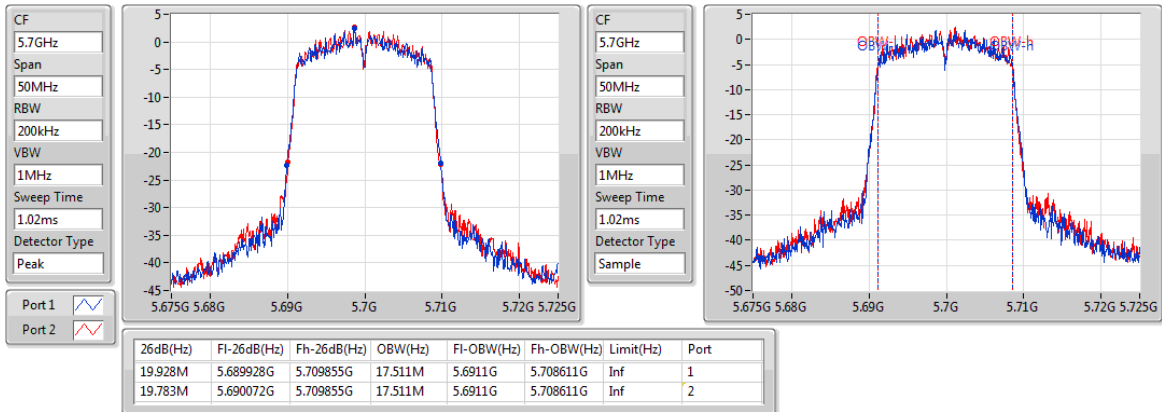 CF
5.7GHz
Span
50MHz
RBW
200kHz
VBW
1MHz
Sweep Time
1.02ms
Detector Type
Peak
Port 1
Port 2
5
0
-5
-10
-15
-20
-25
-30
-35
-40
-45
5.675G 5.68G 5.69G 5.7G 5.71G 5.72G 5.725G
CF
5.7GHz
Span
50MHz
RBW
200kHz
VBW
1MHz
Sweep Time
1.02ms
Detector Type
Sample
5
0
-5
-10
-15
-20
-25
-30
-35
-40
-45
-50
OBW-l OBW-h
5.675G 5.68G 5.69G 5.7G 5.71G 5.72G 5.725G
26dB(Hz) Fl-26dB(Hz) Fh-26dB(Hz) OBW(Hz) Fl-OBW(Hz) Fh-OBW(Hz) Limit(Hz) Port
19.928M 5.689928G 5.709855G 17.511M 5.6911G 5.708611G Inf 1
19.783M 5.690072G 5.709855G 17.511M 5.6911G 5.708611G Inf 2